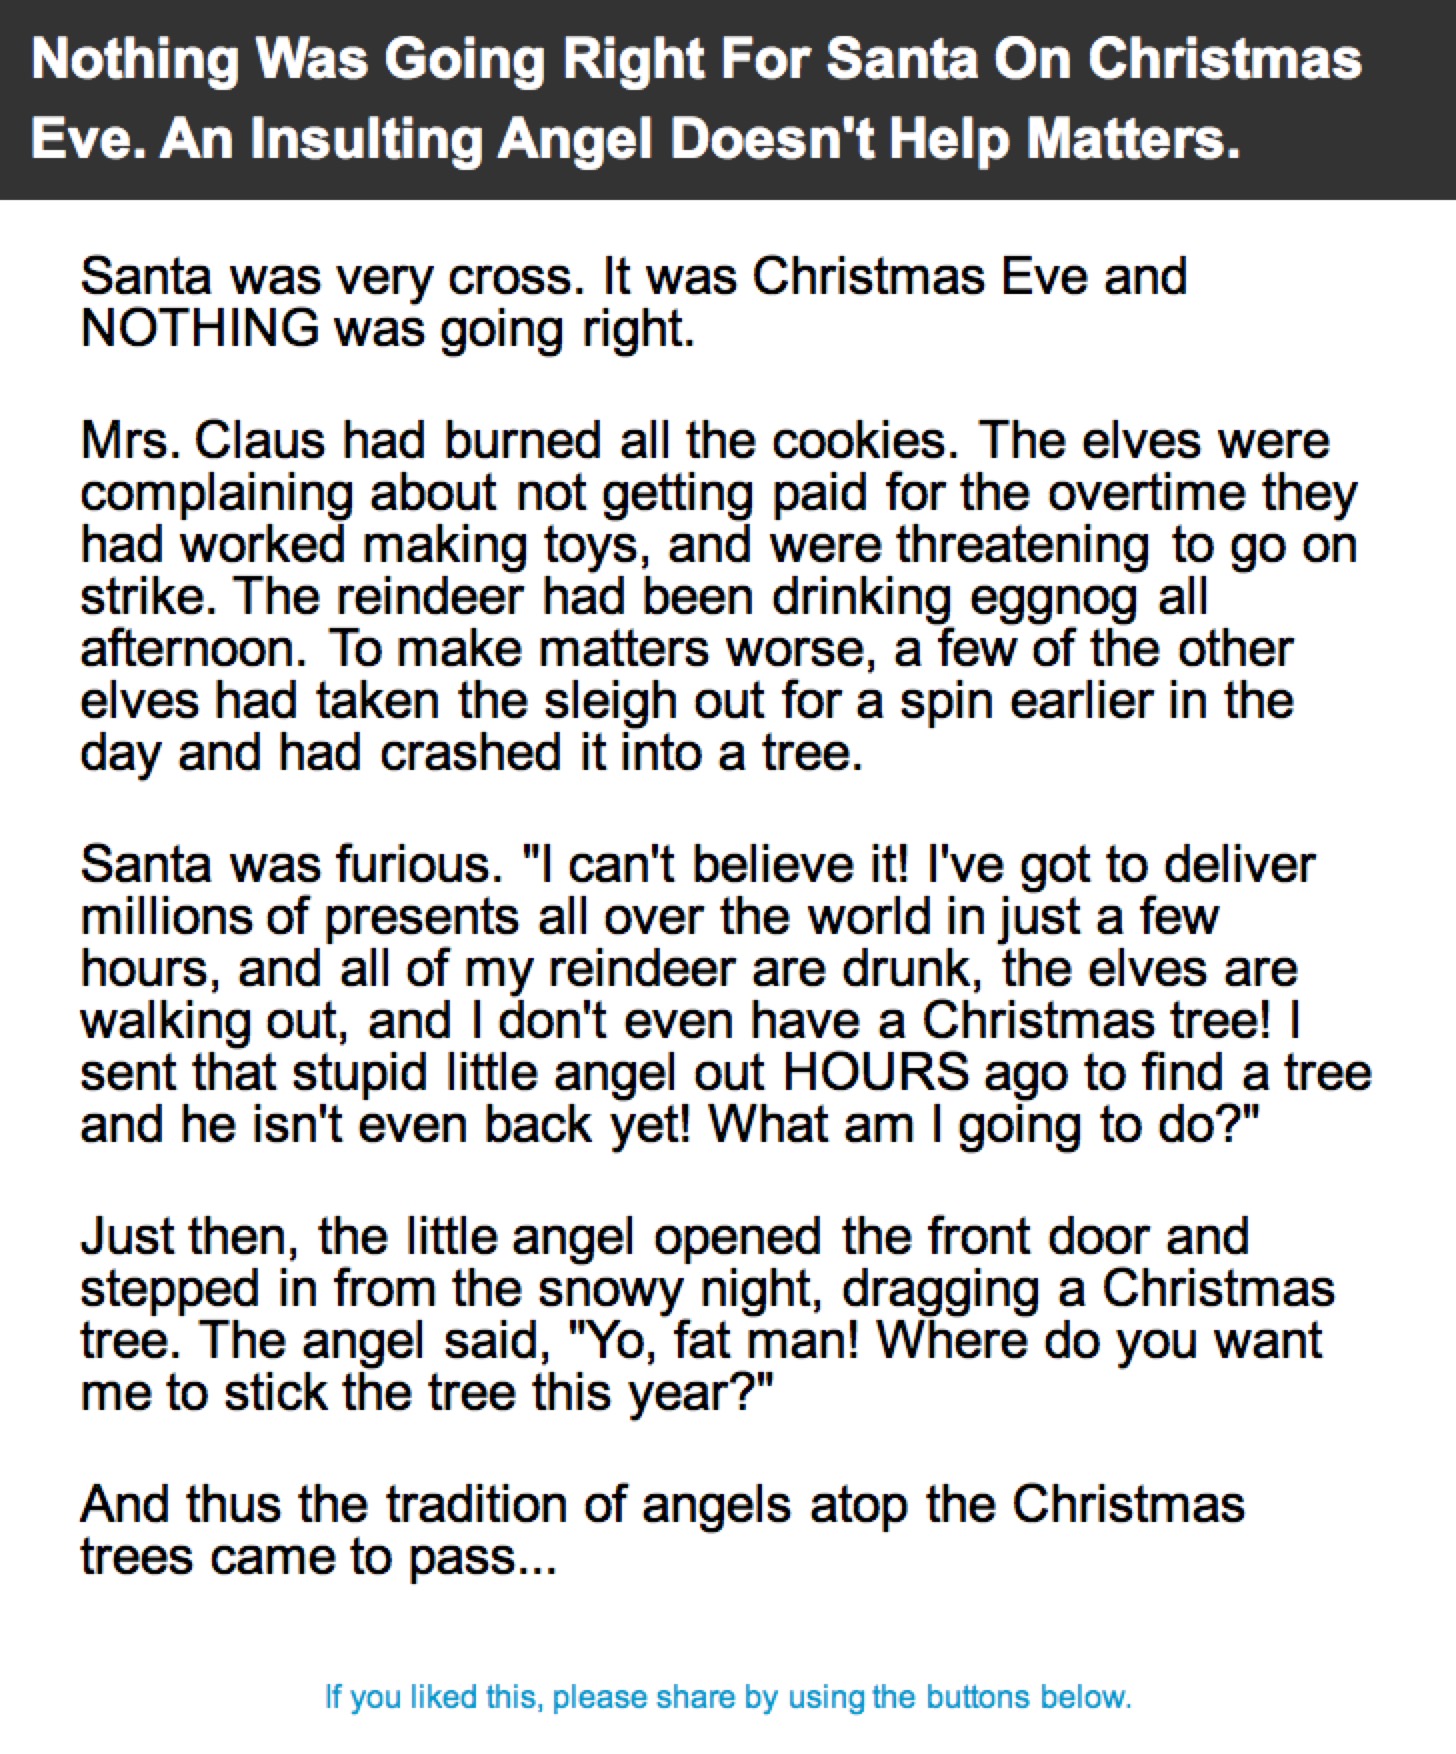 Nothing Was Going Right For Santa On Christmas
Eve. An Insulting Angel Doesn't Help Matters.
Santa was very cross. It was Christmas Eve and
NOTHING was going right.
Mrs. Claus had burned all the cookies. The elves were
complaining about not getting paid for the overtime they
had worked making toys, and were threatening to go on
strike. The reindeer had been drinking eggnog all
afternoon. To make matters worse, a few of the other
elves had taken the sleigh out for a spin earlier in the
day and had crashed it into a tree.
Santa was furious. "I can't believe it! I've got to deliver
millions of presents all over the world in just a few
hours, and all of my reindeer are drunk, the elves are
walking out, and I don't even have a Christmas tree! I
sent that stupid little angel out HOURS ago to find a tree
and he isn't even back yet! What am I going to do?"
Just then, the little angel opened the front door and
stepped in from the snowy night, dragging a Christmas
tree. The angel said, "Yo, fat man! Where do you want
me to stick the tree this year?"
And thus the tradition of angels atop the Christmas
trees came to pass...
If you liked this, please share by using the buttons below.